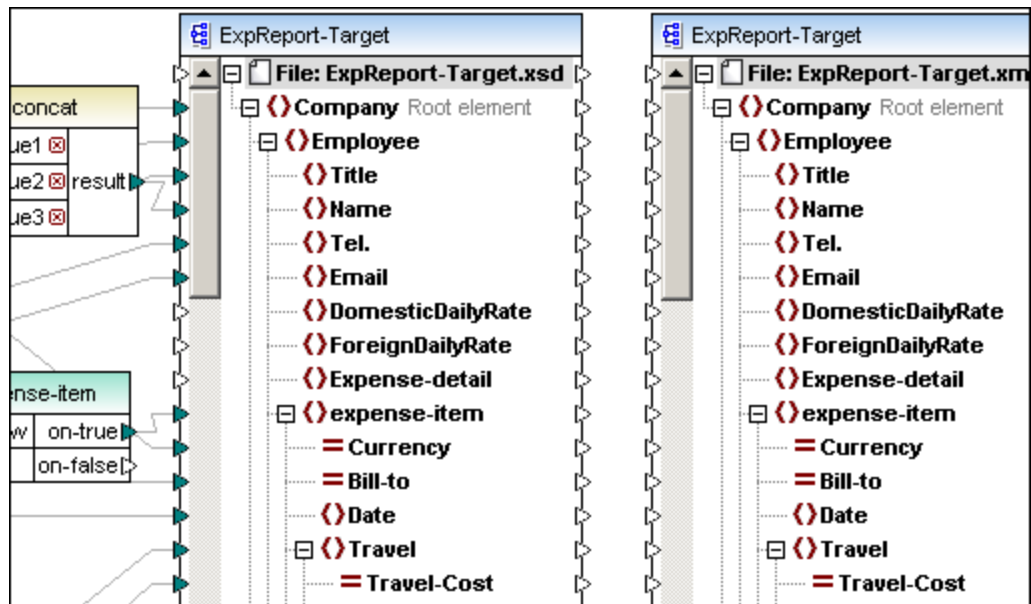 ExpReport-Target
File: ExpReport-Target.xsd
Company Root element
Employee
Title
Name
Tel.
Email
DomesticDailyRate
ForeignDailyRate
Expense-detail
expense-item
Currency
Bill-to
Date
Travel
Travel-Cost
concat
ue1
ue2 result
ue3
nse-item
w on-true
on-false
ExpReport-Target
File: ExpReport-Target.xm
Company Root element
Employee
Title
Name
Tel.
Email
DomesticDailyRate
ForeignDailyRate
Expense-detail
expense-item
Currency
Bill-to
Date
Travel
Travel-Cost